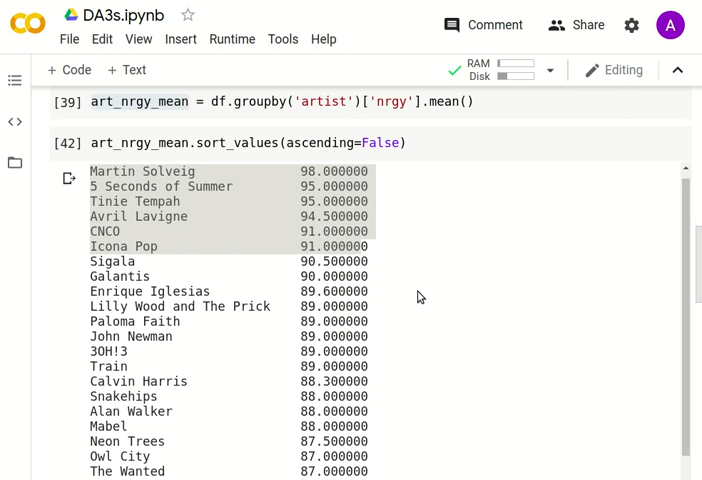 DA3s.ipynb
File Edit View Insert Runtime Tools Help
Comment Share A
+ Code + Text
RAM
Disk
Editing
[39] art_nrgy_mean = df.groupby('artist')['nrgy'].mean()
[42] art_nrgy_mean.sort_values(ascending=False)
Martin Solveig 98.000000
5 Seconds of Summer 95.000000
Tinie Tempah 95.000000
Avril Lavigne 94.500000
CNCO 91.000000
Icona Pop 91.000000
Sigala 90.500000
Galantis 90.000000
Enrique Iglesias 89.600000
Lilly Wood and The Prick 89.000000
Paloma Faith 89.000000
John Newman 89.000000
3OH!3 89.000000
Train 89.000000
Calvin Harris 88.300000
Snakehips 88.000000
Alan Walker 88.000000
Mabel 88.000000
Neon Trees 87.500000
Owl City 87.000000
The Wanted 87.000000